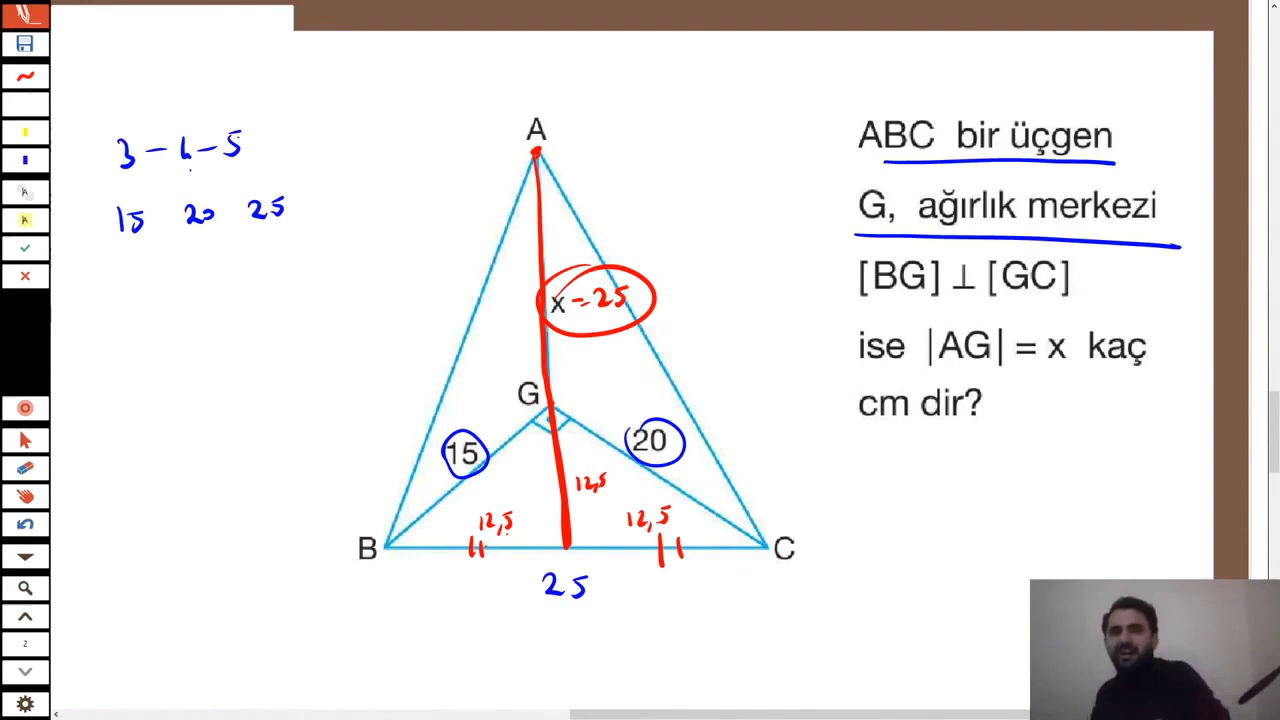 3 - 4 - 5
15 20 25
A
x = 25
G
15
20
12,5
12,5
12,5
B
C
25
ABC bir üçgen
G, ağırlık merkezi
[BG] ⊥ [GC]
ise |AG| = x kaç
cm dir?
2